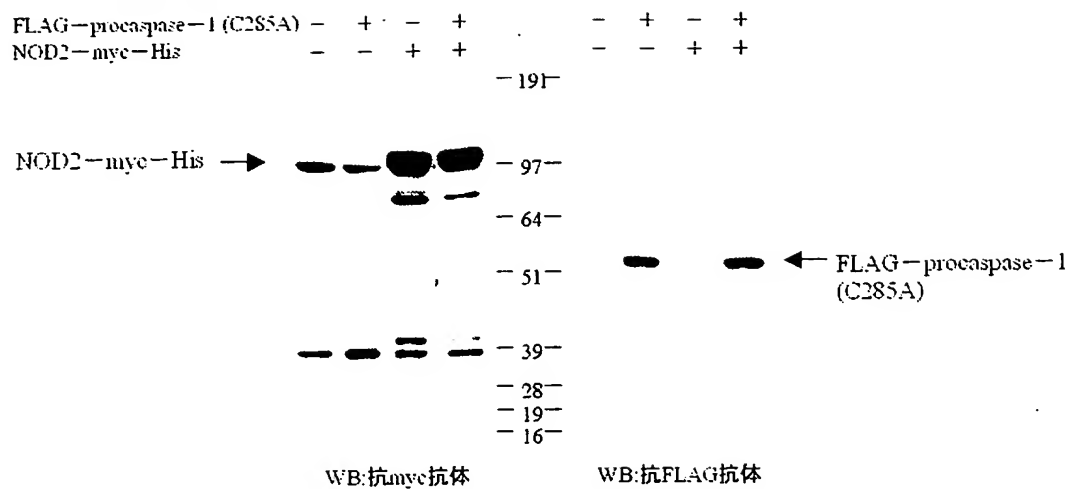 FLAG-procaspase-1 (C285A) - + + - + - +
NOD2-myc-His - - + + - - + +
- 191-
NOD2-myc-His → - 97 -
- 64 -
- 51 - ← FLAG-procaspase-1
(C285A)
- 39 -
- 28 -
- 19 -
- 16 -
WB:抗myc抗体 WB:抗FLAG抗体